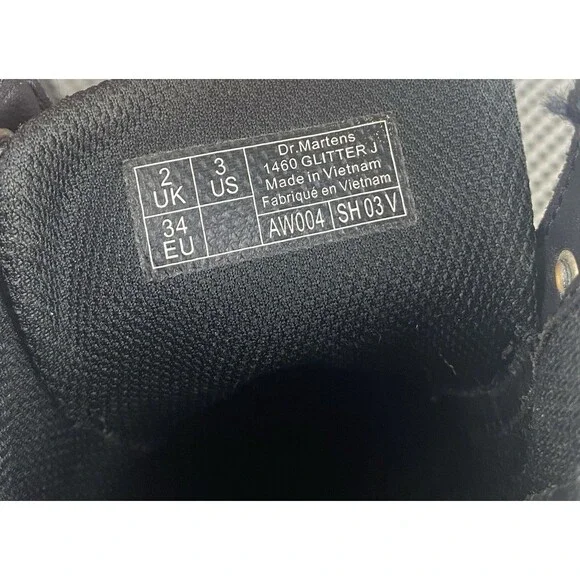 2
UK
3
US
34
EU
Dr.Martens
1460 GLITTER J
Made in Vietnam
Fabriqué en Vietnam
AW004
SH 03 V